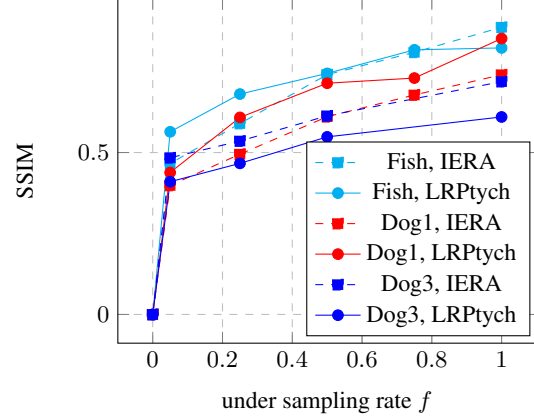 SSIM
0.5
0
Fish, IERA
Fish, LRPtych
Dog1, IERA
Dog1, LRPtych
Dog3, IERA
Dog3, LRPtych
0 0.2 0.4 0.6 0.8 1
under sampling rate f